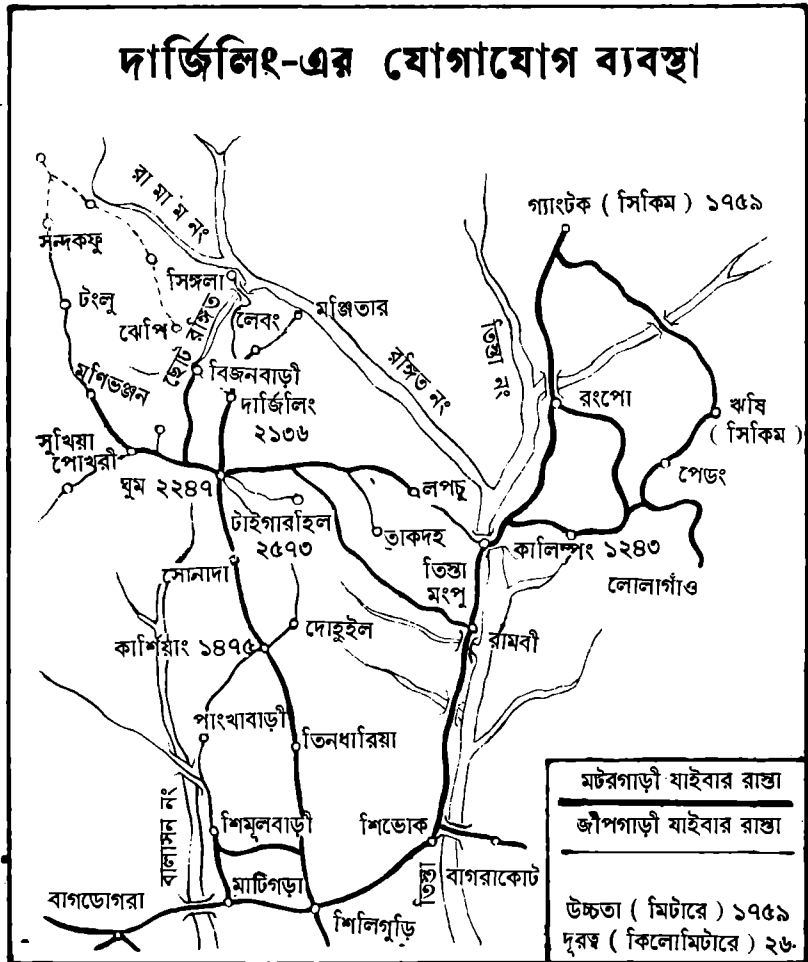 দার্জিলিং-এর যোগাযোগ ব্যবস্থা
রামাম নং
গ্যাংটক ( সিকিম ) ১৭৫৯
সন্দকফু
সিঙ্গলা
টংলু
ঝেপি
ছোট রঙ্গিত
লেবং
মঞ্জিতার
তিস্তা নং
রঙ্গিত নং
মণিভঞ্জন
বিজনবাড়ী
দার্জিলিং
২১৩৬
রংপো
ঋষি
( সিকিম )
সুখিয়া
পোখরী
ঘুম ২২৪৭
লপচু
পেডং
টাইগারহিল
২৫৭৩
তাকদহ
কালিম্পং ১২৪৩
সোনাদা
তিস্তা
মংপু
লোলাগাঁও
দোহুইল
রামবী
কার্শিয়াং ১৪৭৫
পাংখাবাড়ী
তিনধারিয়া
মটরগাড়ী যাইবার রাস্তা
জীপগাড়ী যাইবার রাস্তা
বালাসন নং
শিমূলবাড়ী
শিভোক
মাটিগড়া
তিস্তা
বাগরাকোট
বাগডোগরা
শিলিগুড়ি
উচ্চতা ( মিটারে ) ১৭৫৯
দূরত্ব ( কিলোমিটারে ) ২৬.